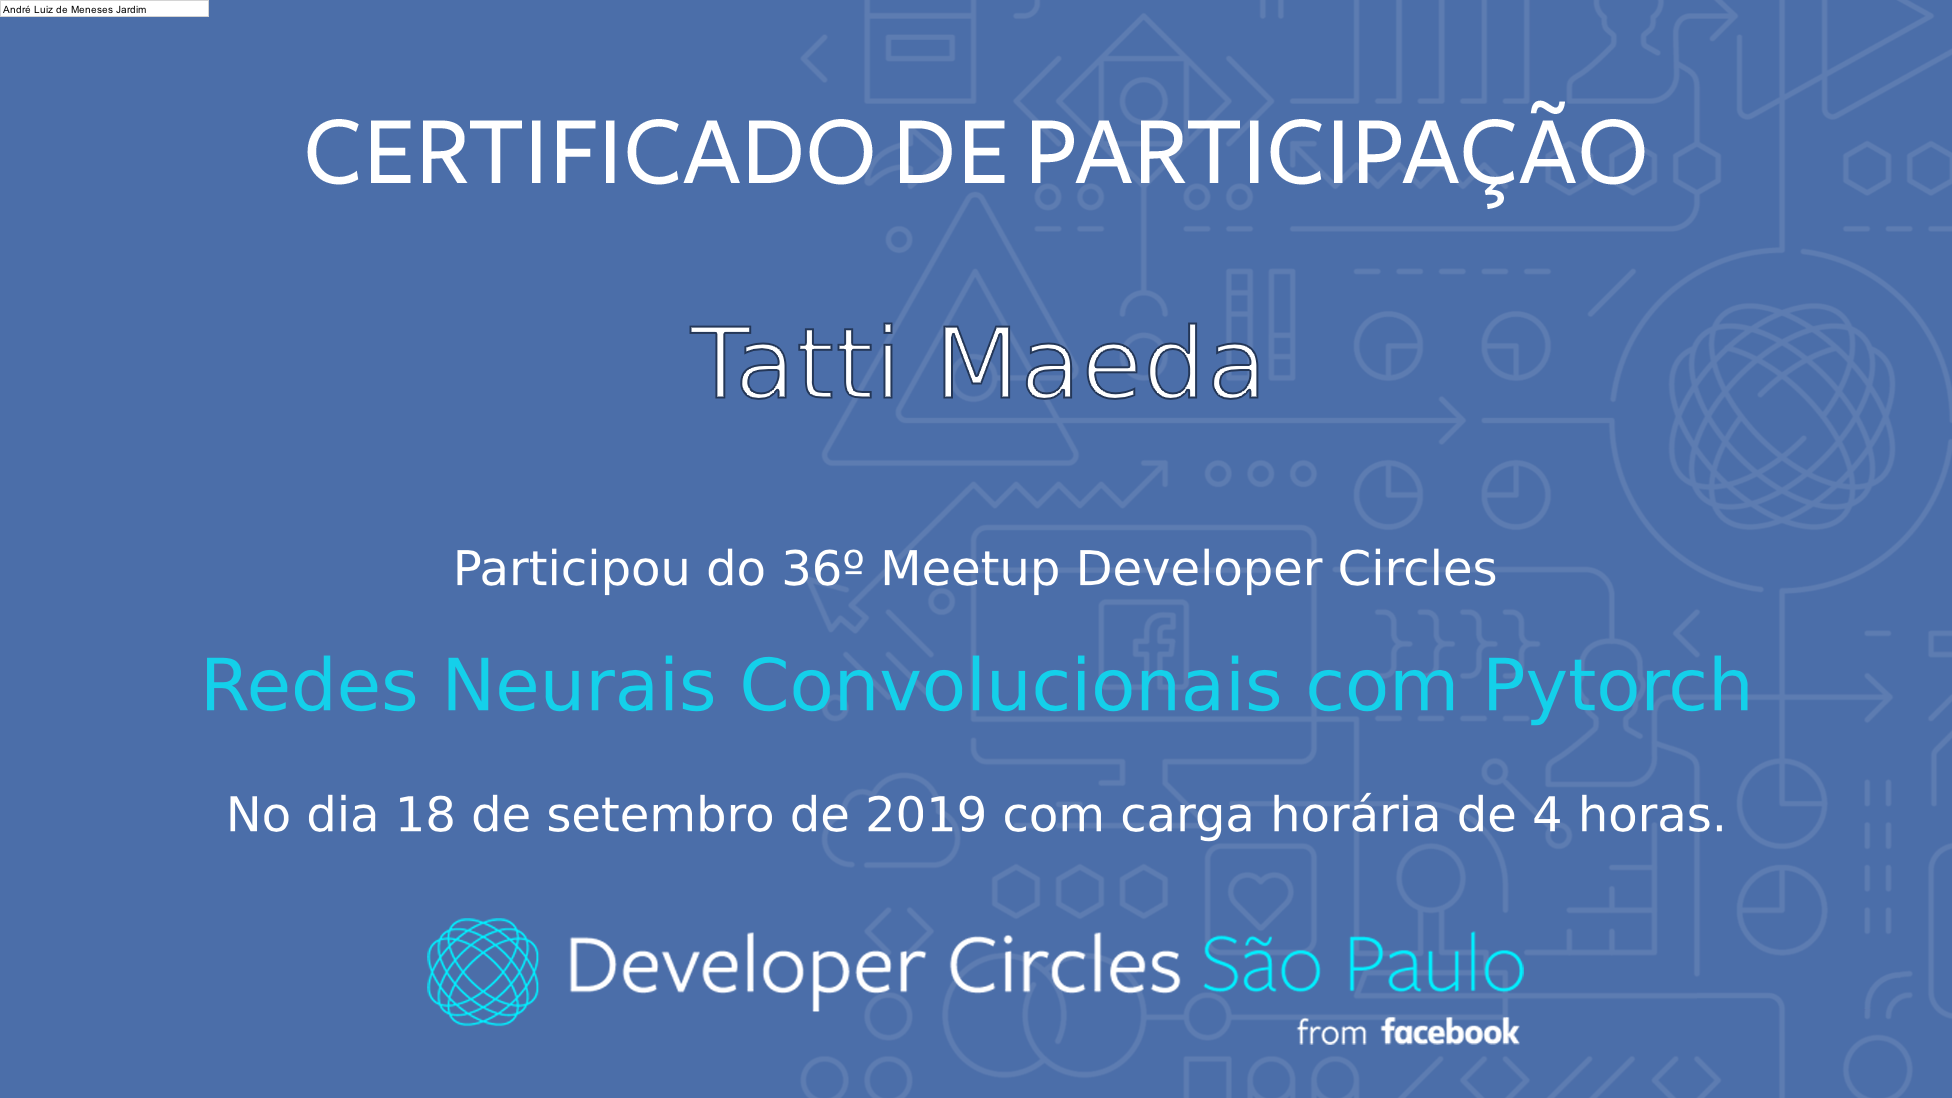 André Luiz de Meneses Jardim
CERTIFICADO DE PARTICIPAÇÃO
Tatti Maeda
Participou do 36º Meetup Developer Circles
Redes Neurais Convolucionais com Pytorch
No dia 18 de setembro de 2019 com carga horária de 4 horas.
Developer Circles São Paulo
from facebook